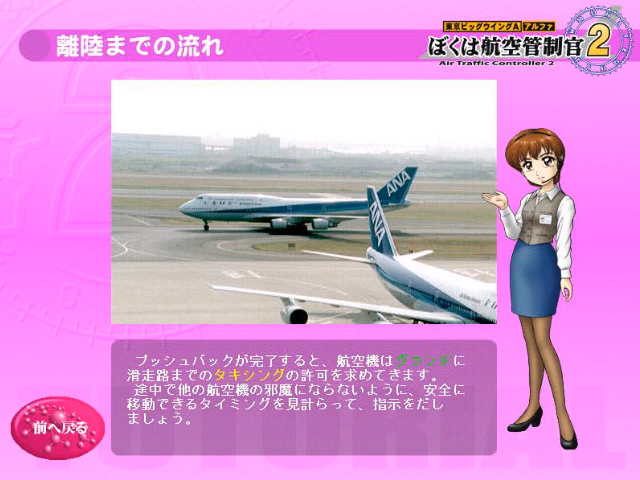 離陸までの流れ
東京ビッグウイングA アルファ
ぼくは航空管制官2
Air Traffic Controller 2
ANA
ANA
プッシュバックが完了すると、航空機はグランドに
滑走路までのタキシングの許可を求めてきます。
途中で他の航空機の邪魔にならないように、安全に
移動できるタイミングを見計らって、指示をだし
ましょう。
前へ戻る
TUTORIAL